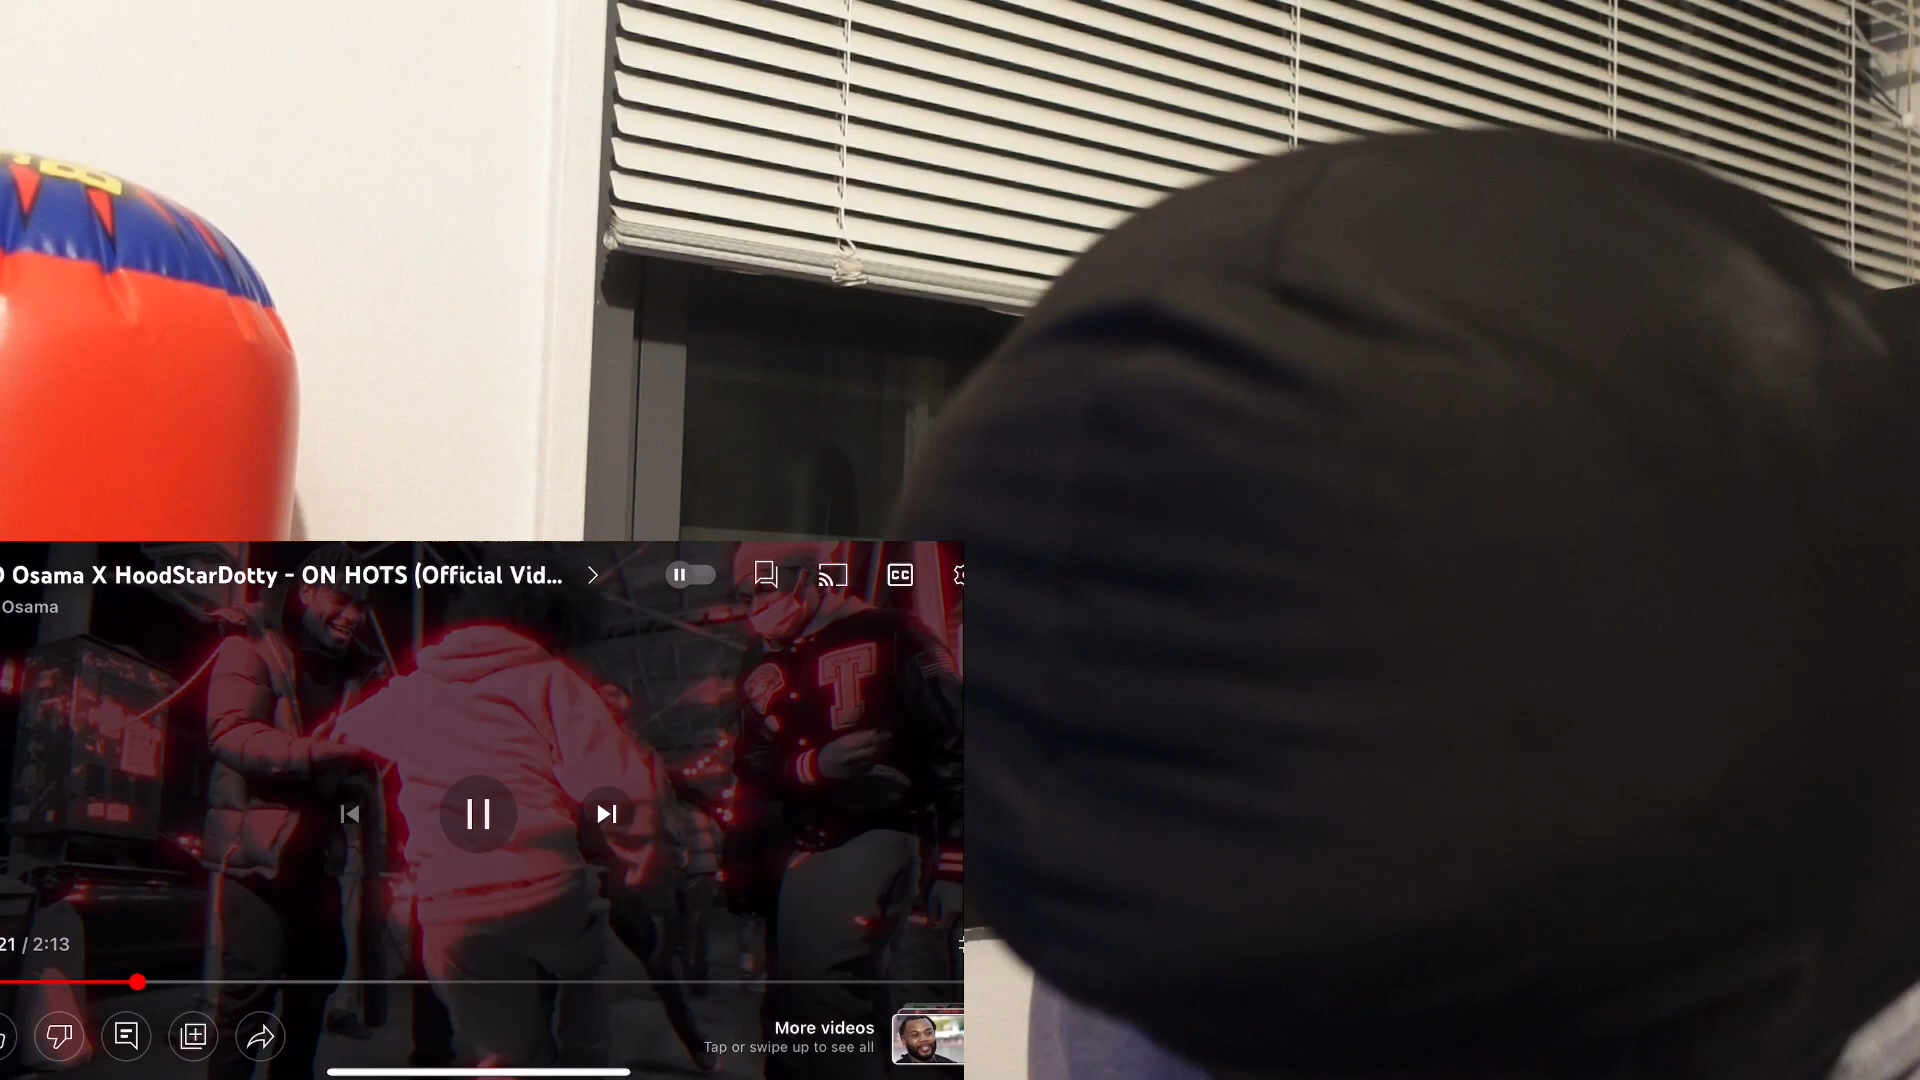 B
Osama X HoodStarDotty - ON HOTS (Official Vid...
Osama
CC
T
21 / 2:13
More videos
Tap or swipe up to see all